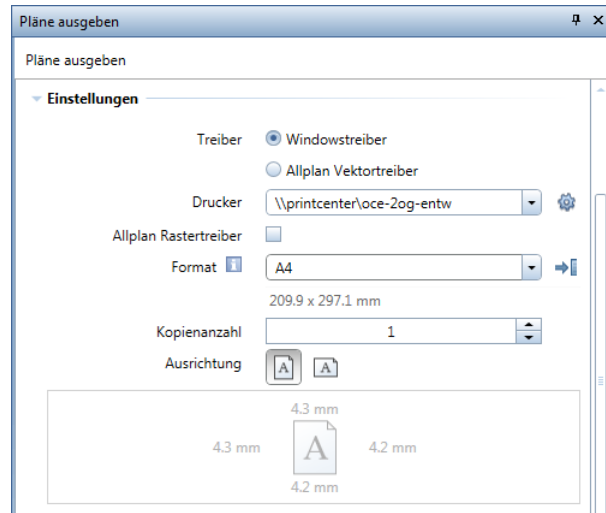 Pläne ausgeben
Pläne ausgeben
Einstellungen
Treiber Windowstreiber
Allplan Vektortreiber
Drucker \\printcenter\oce-2og-entw
Allplan Rastertreiber
Format i A4
209.9 x 297.1 mm
Kopienanzahl 1
Ausrichtung A A
4.3 mm
4.3 mm A 4.2 mm
4.2 mm